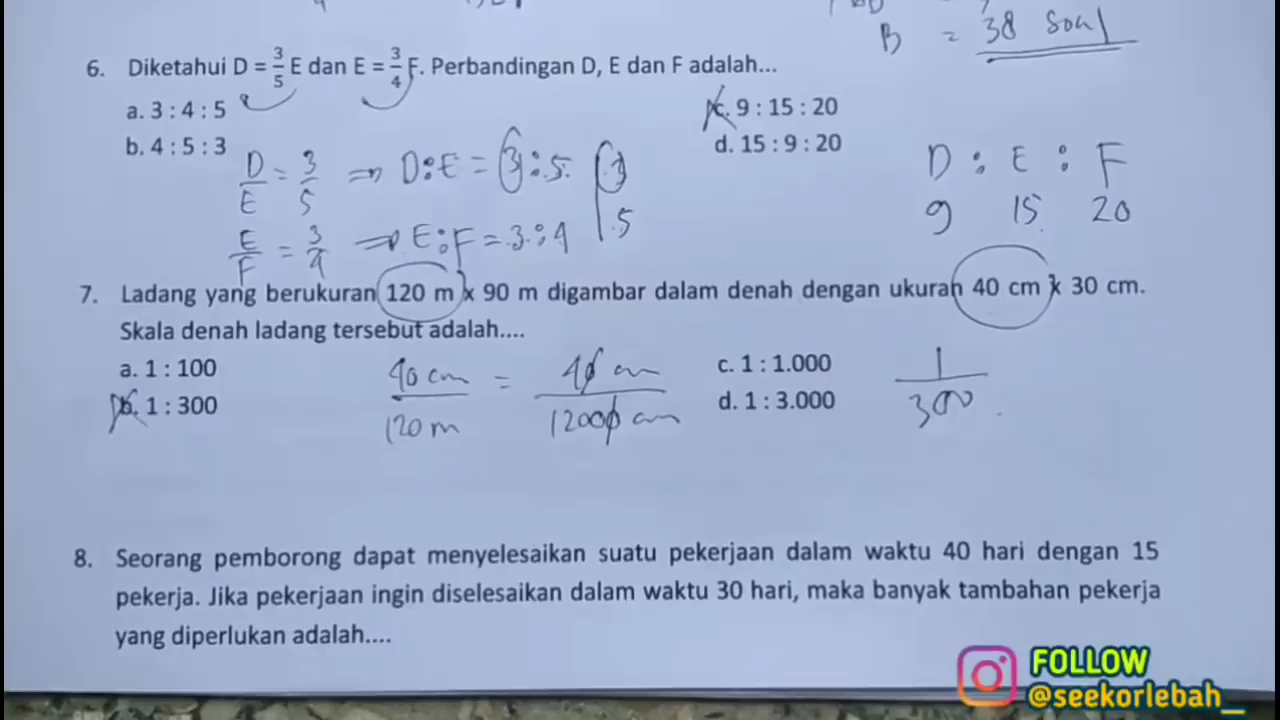 B = 38 soal
6. Diketahui D = 3/5 E dan E = 3/4 F. Perbandingan D, E dan F adalah...
a. 3 : 4 : 5
c. 9 : 15 : 20
b. 4 : 5 : 3
d. 15 : 9 : 20
D/E = 3/5 ⇒ D : E = 3 : 5 | 3
E/F = 3/4 ⇒ E : F = 3 : 4 | 5
D : E : F
9 15 20
7. Ladang yang berukuran 120 m x 90 m digambar dalam denah dengan ukuran 40 cm x 30 cm.
Skala denah ladang tersebut adalah....
a. 1 : 100
c. 1 : 1.000
b. 1 : 300
d. 1 : 3.000
40 cm / 120 m = 40 cm / 12000 cm
1 / 300
8. Seorang pemborong dapat menyelesaikan suatu pekerjaan dalam waktu 40 hari dengan 15
pekerja. Jika pekerjaan ingin diselesaikan dalam waktu 30 hari, maka banyak tambahan pekerja
yang diperlukan adalah....
FOLLOW
@seekorlebah_